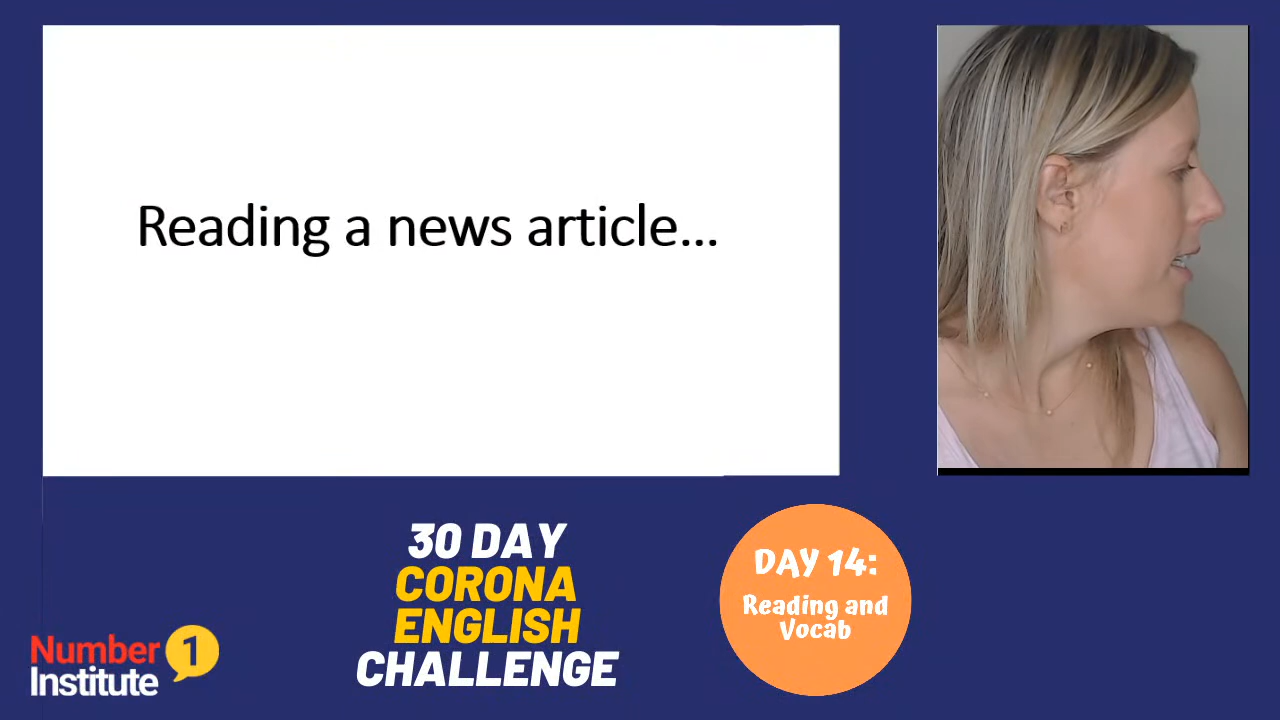 Reading a news article...
30 DAY
CORONA
ENGLISH
CHALLENGE
DAY 14:
Reading and
Vocab
Number 1
Institute